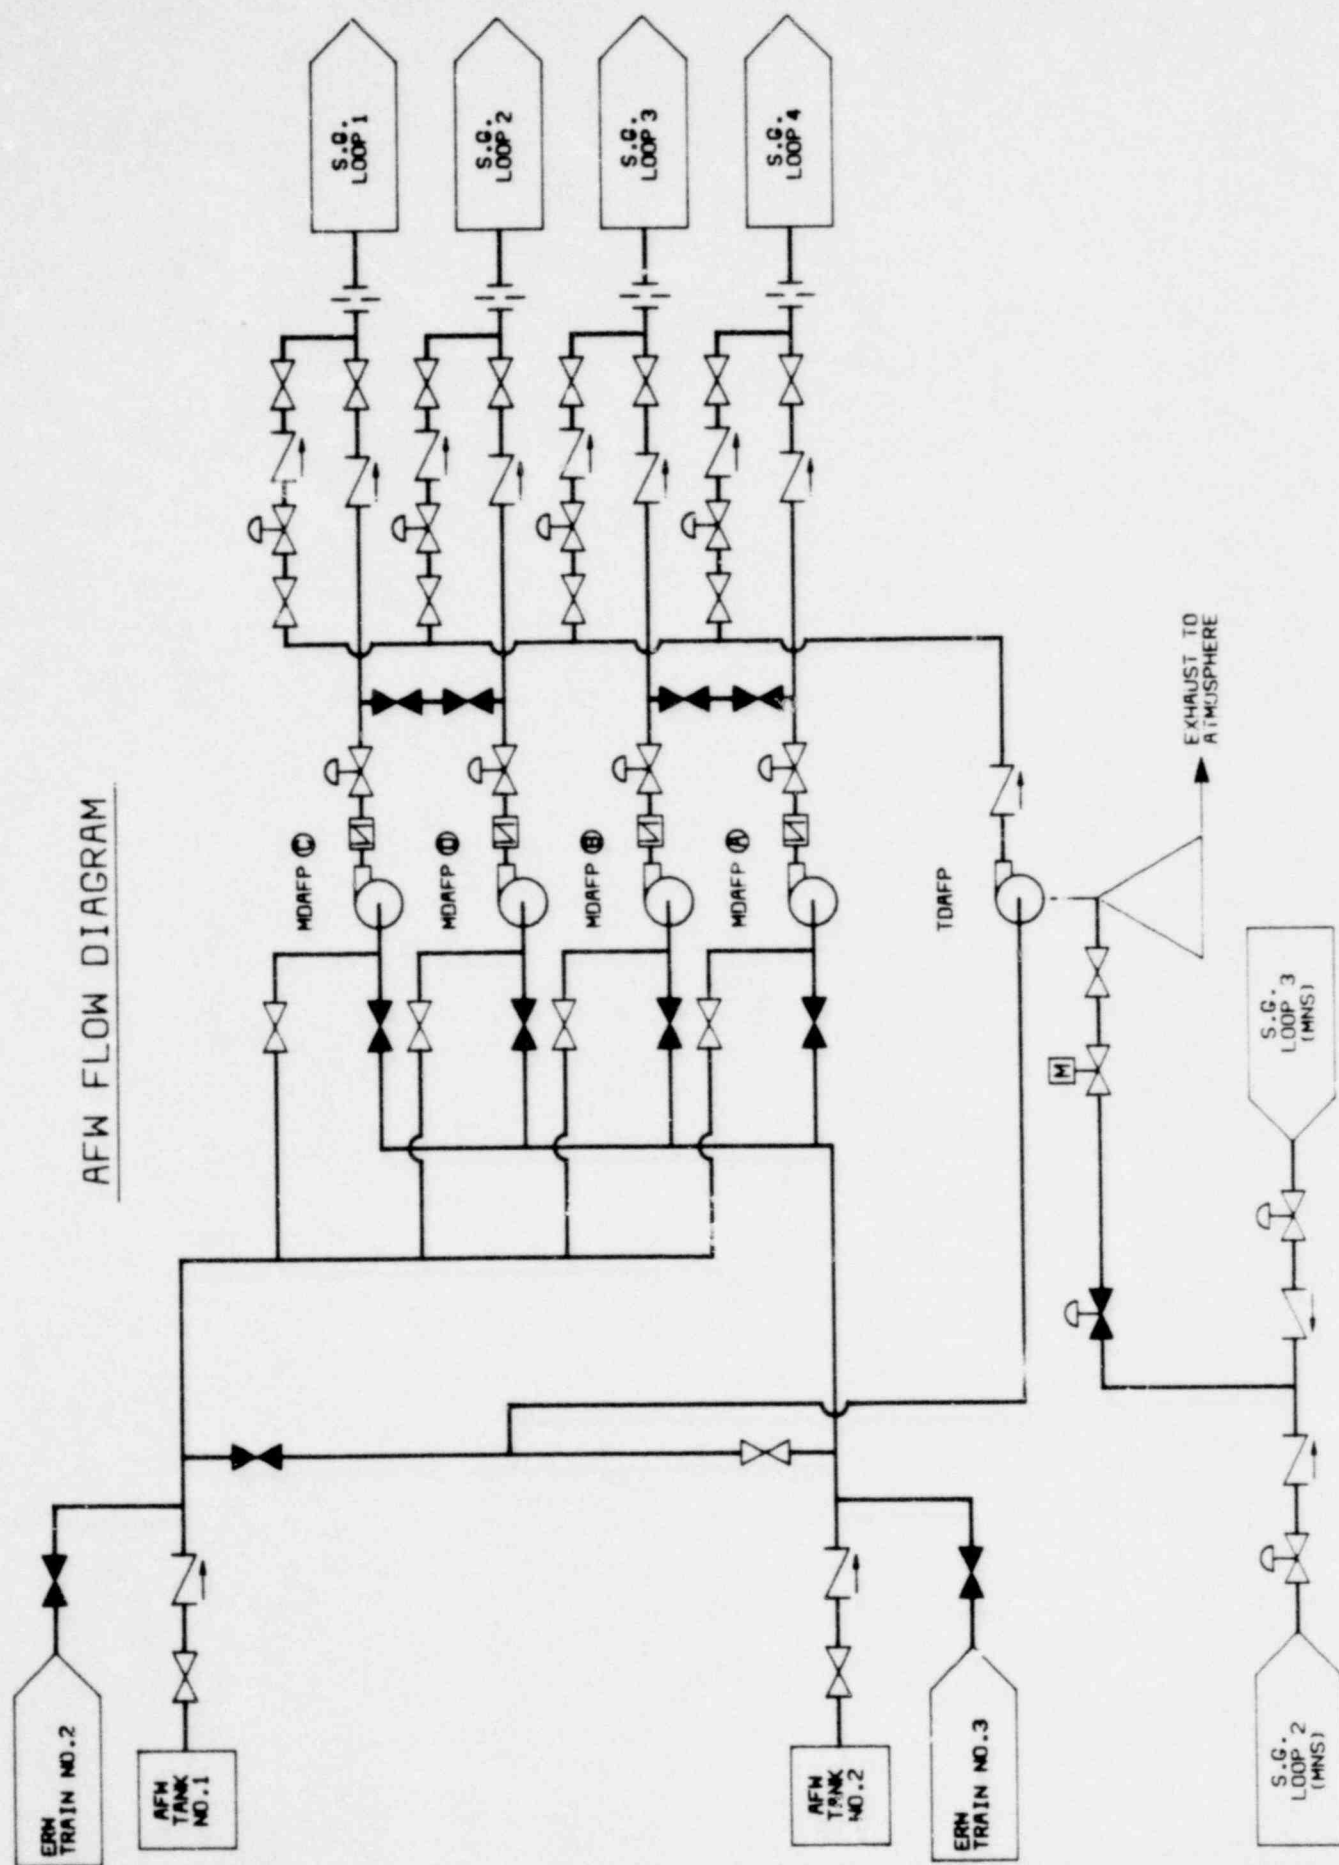 AFW FLOW DIAGRAM
S.G.
LOOP 1
S.G.
LOOP 2
S.G.
LOOP 3
S.G.
LOOP 4
MDAFP C
MDAFP D
MDAFP B
MDAFP A
TDAFP
EXHAUST TO
ATMOSPHERE
M
ERW
TRAIN NO.2
AFW
TANK
NO.1
AFW
TANK
NO.2
ERW
TRAIN NO.3
S.G.
LOOP 2
(MNS)
S.G.
LOOP 3
(MNS)